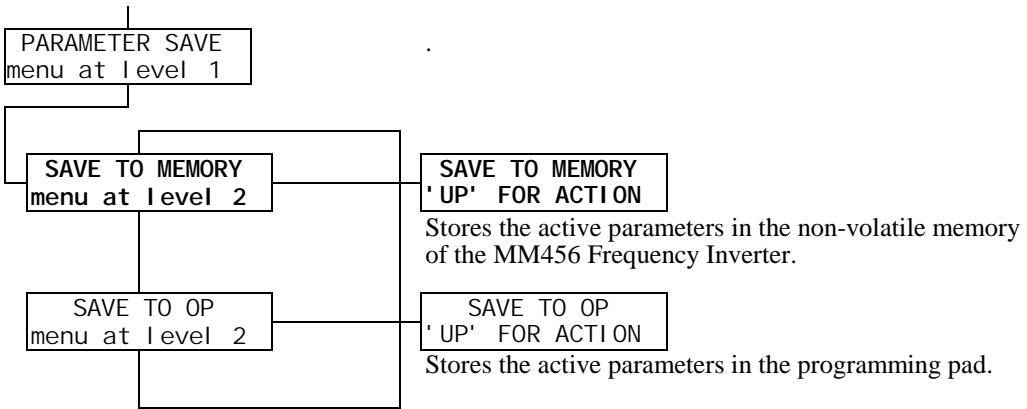 PARAMETER SAVE
menu at level 1
.
SAVE TO MEMORY
menu at level 2
SAVE TO MEMORY
'UP' FOR ACTION
Stores the active parameters in the non-volatile memory
of the MM456 Frequency Inverter.
SAVE TO OP
menu at level 2
SAVE TO OP
'UP' FOR ACTION
Stores the active parameters in the programming pad.